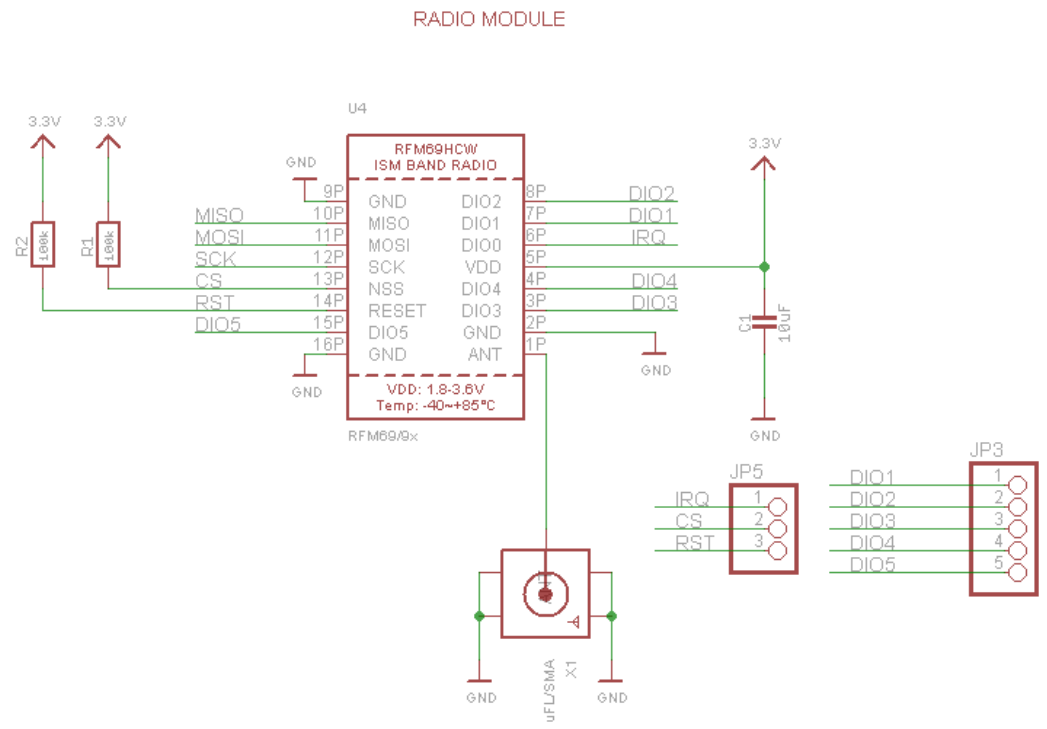 RADIO MODULE
U4
3.3V
3.3V
RFM69HCW
ISM BAND RADIO
3.3V
GND
9P
GND
DIO2
8P
DIO2
MISO
10P
MISO
DIO1
7P
DIO1
MOSI
11P
MOSI
DIO0
6P
IRQ
SCK
12P
SCK
VDD
5P
CS
13P
NSS
DIO4
4P
DIO4
RST
14P
RESET
DIO3
3P
DIO3
DIO5
15P
DIO5
GND
2P
16P
GND
ANT
1P
R2
100k
R1
100k
C1
10uF
GND
GND
VDD: 1.8-3.6V
Temp: -40~+85°C
RFM69/9x
GND
JP5
IRQ
1
CS
2
RST
3
JP3
DIO1
1
DIO2
2
DIO3
3
DIO4
4
DIO5
5
GND
uFL/SMA
X1
GND